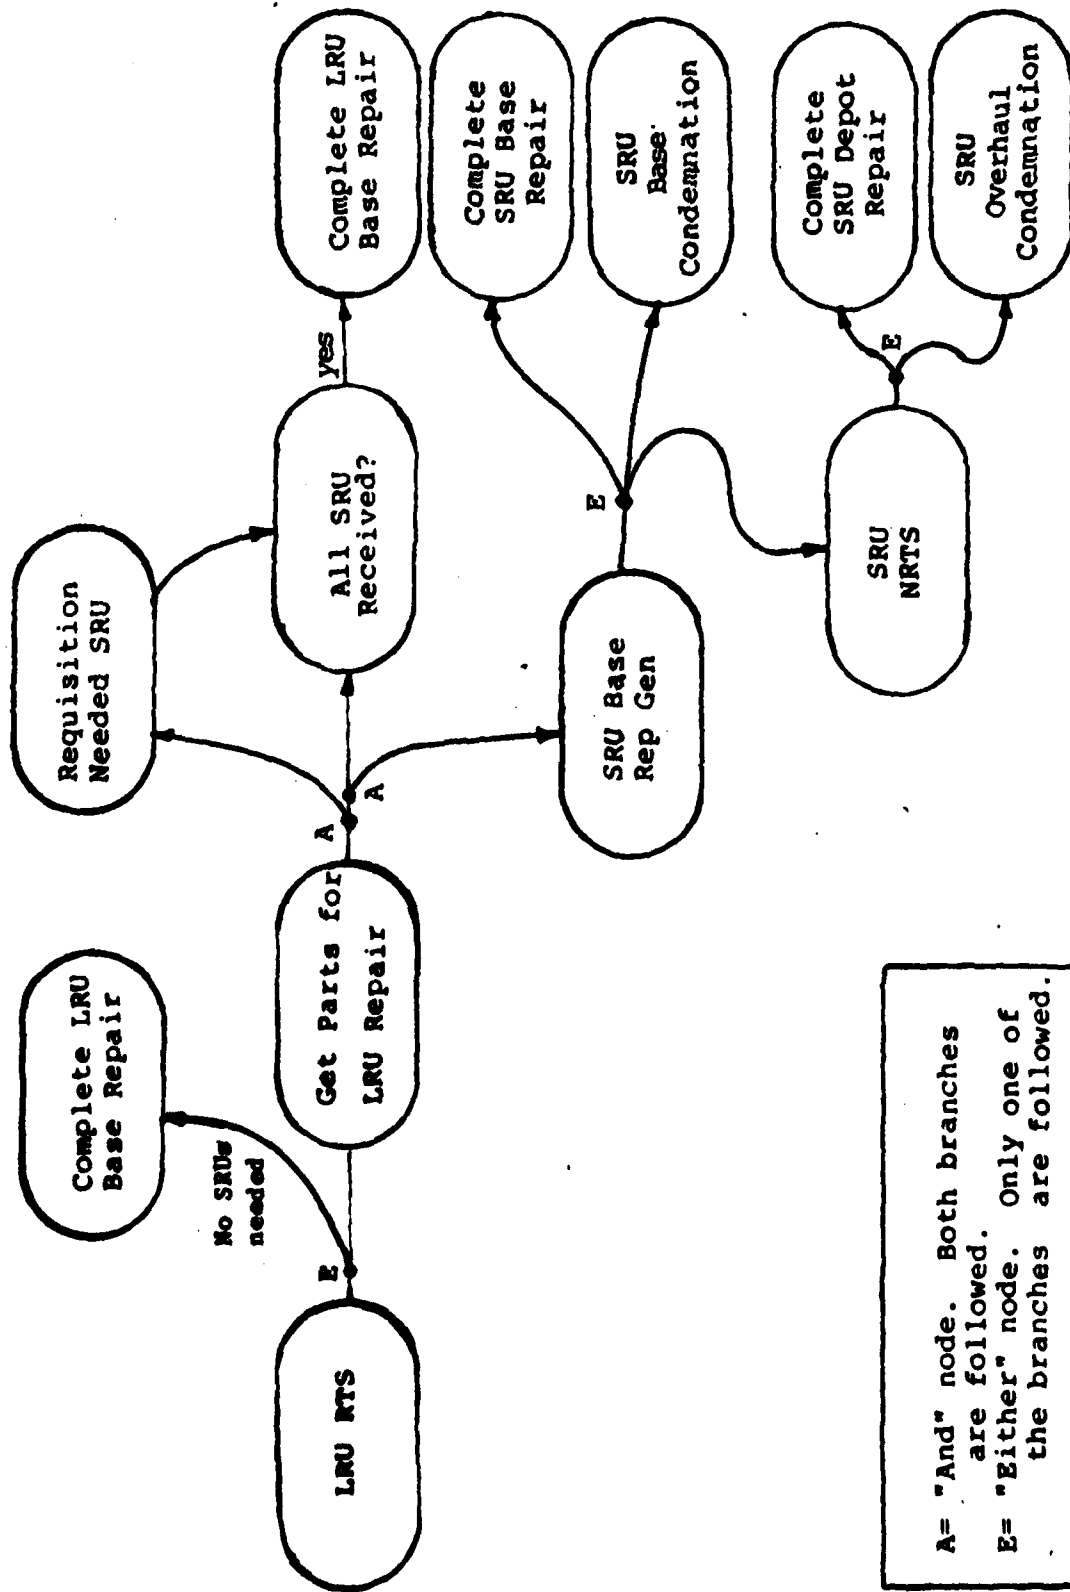 LRU RTS
E
No SRUs
needed
Complete LRU
Base Repair
Get Parts for
LRU Repair
A
A
Requisition
Needed SRU
All SRU
Received?
yes
Complete LRU
Base Repair
SRU Base
Rep Gen
E
Complete
SRU Base
Repair
SRU
Base
Condemnation
SRU
NRTS
E
Complete
SRU Depot
Repair
SRU
Overhaul
Condemnation
A= "And" node. Both branches
are followed.
E= "Either" node. Only one of
the branches are followed.